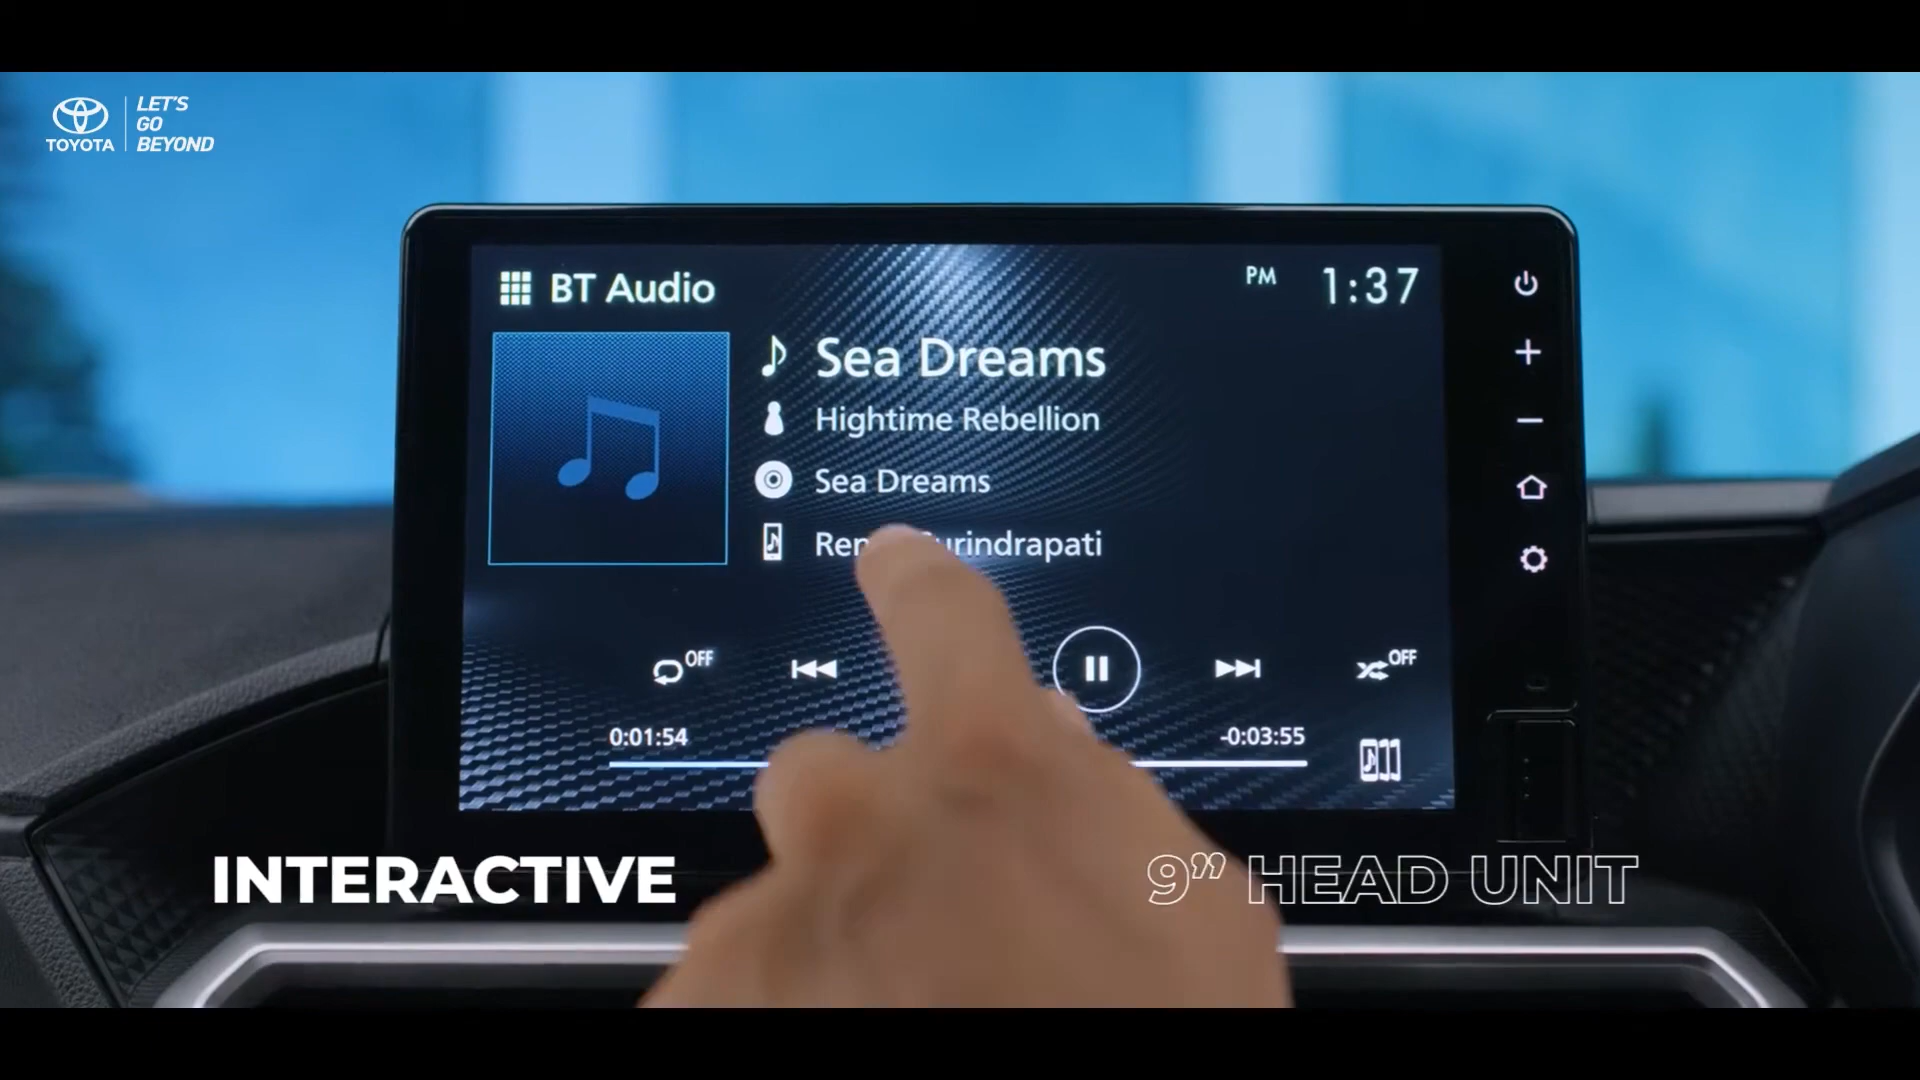 LET'S
GO
BEYOND
TOYOTA
BT Audio
PM 1:37
Sea Dreams
Hightime Rebellion
Sea Dreams
OFF
OFF
0:01:54
-0:03:55
INTERACTIVE
9” HEAD UNIT